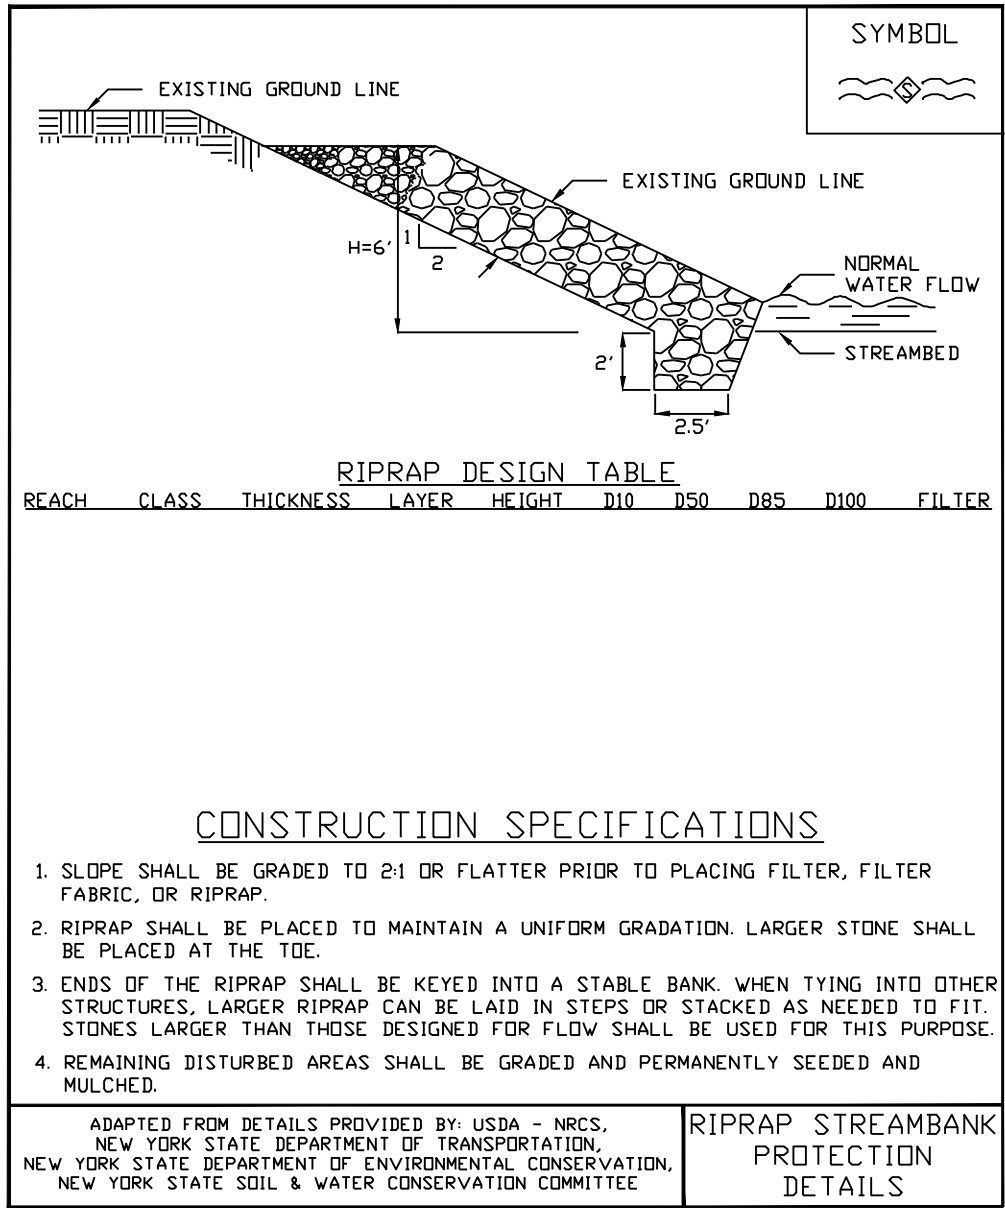 SYMBOL
S
EXISTING GROUND LINE
EXISTING GROUND LINE
H=6'
1
2
NORMAL
WATER FLOW
STREAMBED
2'
2.5'
RIPRAP DESIGN TABLE
REACH CLASS THICKNESS LAYER HEIGHT D10 D50 D85 D100 FILTER
CONSTRUCTION SPECIFICATIONS
1. SLOPE SHALL BE GRADED TO 2:1 OR FLATTER PRIOR TO PLACING FILTER, FILTER
FABRIC, OR RIPRAP.
2. RIPRAP SHALL BE PLACED TO MAINTAIN A UNIFORM GRADATION. LARGER STONE SHALL
BE PLACED AT THE TOE.
3. ENDS OF THE RIPRAP SHALL BE KEYED INTO A STABLE BANK. WHEN TYING INTO OTHER
STRUCTURES, LARGER RIPRAP CAN BE LAID IN STEPS OR STACKED AS NEEDED TO FIT.
STONES LARGER THAN THOSE DESIGNED FOR FLOW SHALL BE USED FOR THIS PURPOSE.
4. REMAINING DISTURBED AREAS SHALL BE GRADED AND PERMANENTLY SEEDED AND
MULCHED.
ADAPTED FROM DETAILS PROVIDED BY: USDA - NRCS,
NEW YORK STATE DEPARTMENT OF TRANSPORTATION,
NEW YORK STATE DEPARTMENT OF ENVIRONMENTAL CONSERVATION,
NEW YORK STATE SOIL & WATER CONSERVATION COMMITTEE
RIPRAP STREAMBANK
PROTECTION
DETAILS